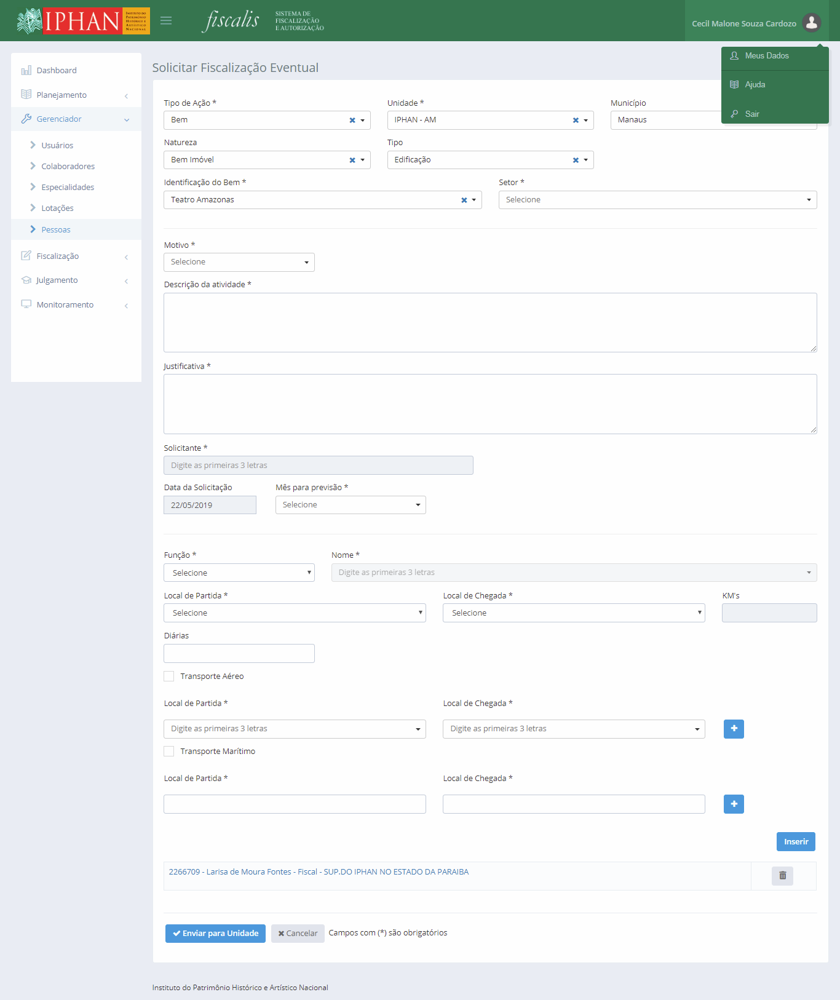 IPHAN
INSTITUTO DO
PATRIMÔNIO
HISTÓRICO E
ARTÍSTICO
NACIONAL
fiscalis
SISTEMA DE
FISCALIZAÇÃO
E AUTORIZAÇÃO
Cecil Malone Souza Cardozo
Meus Dados
Ajuda
Sair
Dashboard
Planejamento
Gerenciador
Usuários
Colaboradores
Especialidades
Lotações
Pessoas
Fiscalização
Julgamento
Monitoramento
Solicitar Fiscalização Eventual
Tipo de Ação * Unidade * Município
Bem IPHAN - AM Manaus
Natureza Tipo
Bem Imóvel Edificação
Identificação do Bem * Setor *
Teatro Amazonas Selecione
Motivo *
Selecione
Descrição da atividade *
Justificativa *
Solicitante *
Digite as primeiras 3 letras
Data da Solicitação Mês para previsão *
22/05/2019 Selecione
Função * Nome *
Selecione Digite as primeiras 3 letras
Local de Partida * Local de Chegada * KM's
Selecione Selecione
Diárias
Transporte Aéreo
Local de Partida * Local de Chegada *
Digite as primeiras 3 letras Digite as primeiras 3 letras
Transporte Marítimo
Local de Partida * Local de Chegada *
Inserir
2266709 - Larisa de Moura Fontes - Fiscal - SUP.DO IPHAN NO ESTADO DA PARAIBA
Enviar para Unidade Cancelar Campos com (*) são obrigatórios
Instituto do Patrimônio Histórico e Artístico Nacional